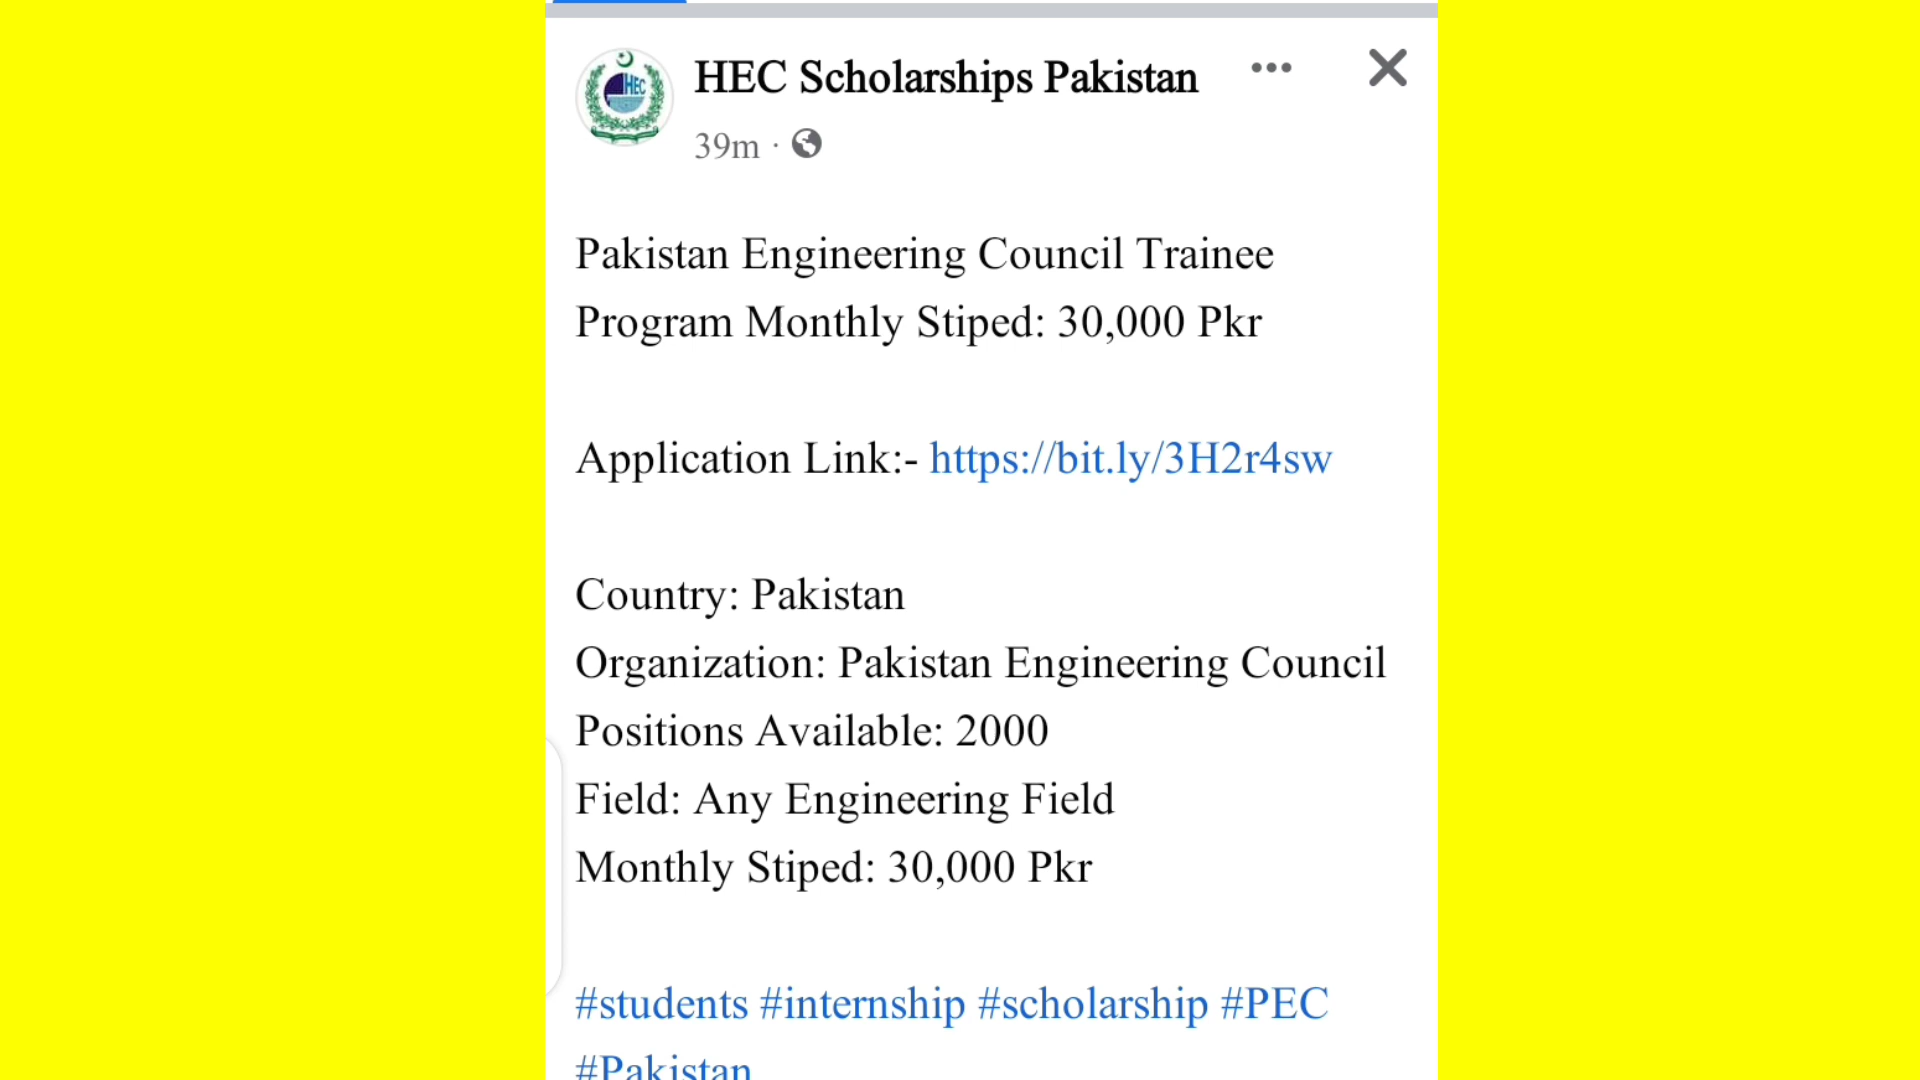 HEC
HEC Scholarships Pakistan
39m ·
Pakistan Engineering Council Trainee
Program Monthly Stiped: 30,000 Pkr
Application Link:- https://bit.ly/3H2r4sw
Country: Pakistan
Organization: Pakistan Engineering Council
Positions Available: 2000
Field: Any Engineering Field
Monthly Stiped: 30,000 Pkr
#students #internship #scholarship #PEC
#Pakistan